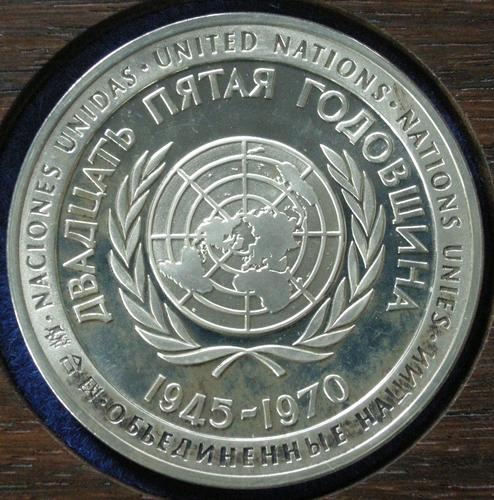 NACIONES UNIDAS · UNITED NATIONS · NATIONS UNIES · ОБЪЕДИНЕННЫЕ НАЦИИ ·
ДВАДЦАТЬ ПЯТАЯ ГОДОВЩИНА
1945-1970